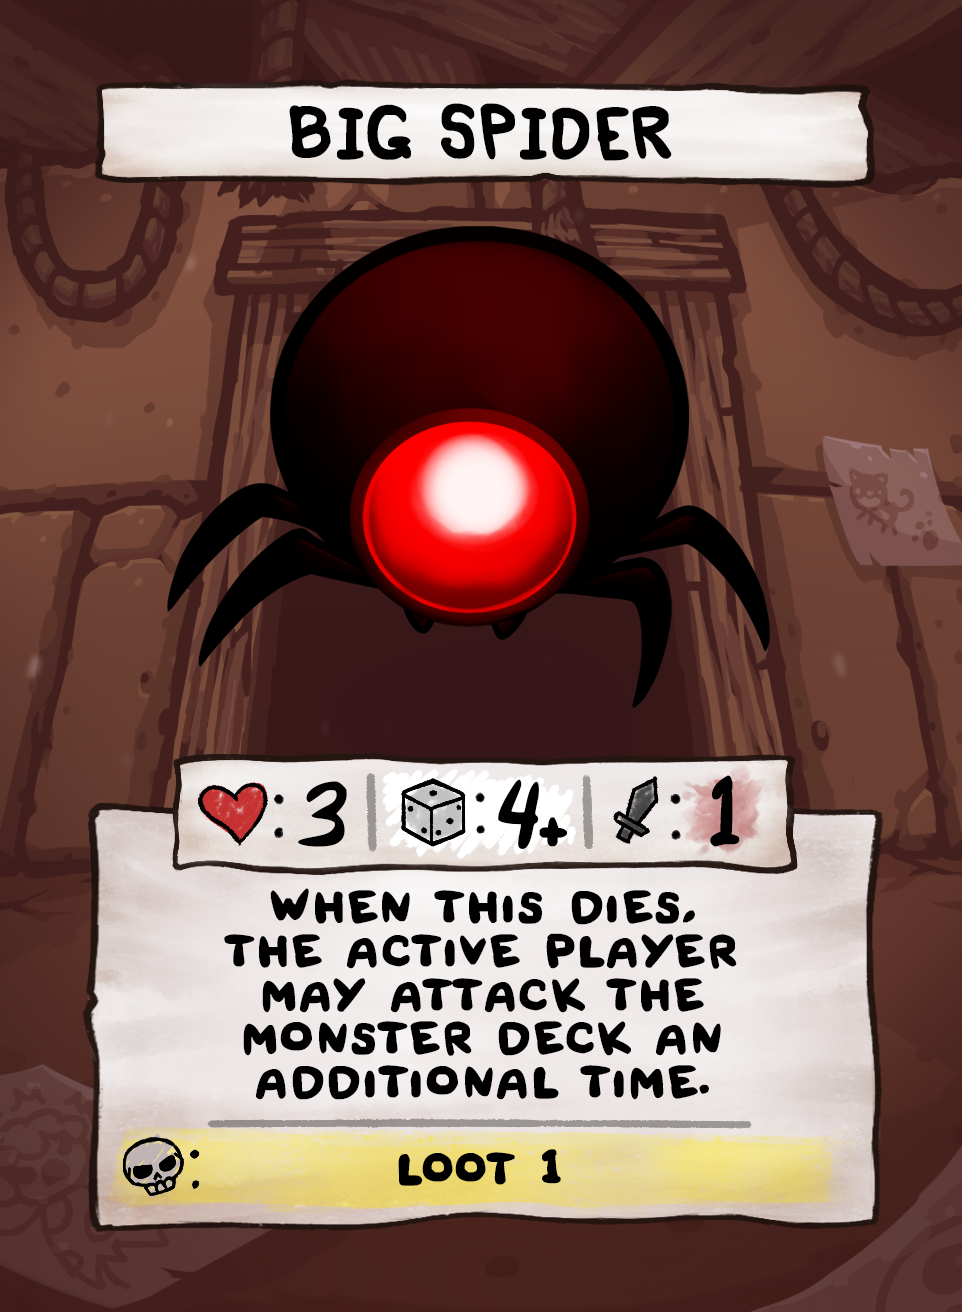 BIG SPIDER
: 3 : 4+ : 1
WHEN THIS DIES,
THE ACTIVE PLAYER
MAY ATTACK THE
MONSTER DECK AN
ADDITIONAL TIME.
: LOOT 1